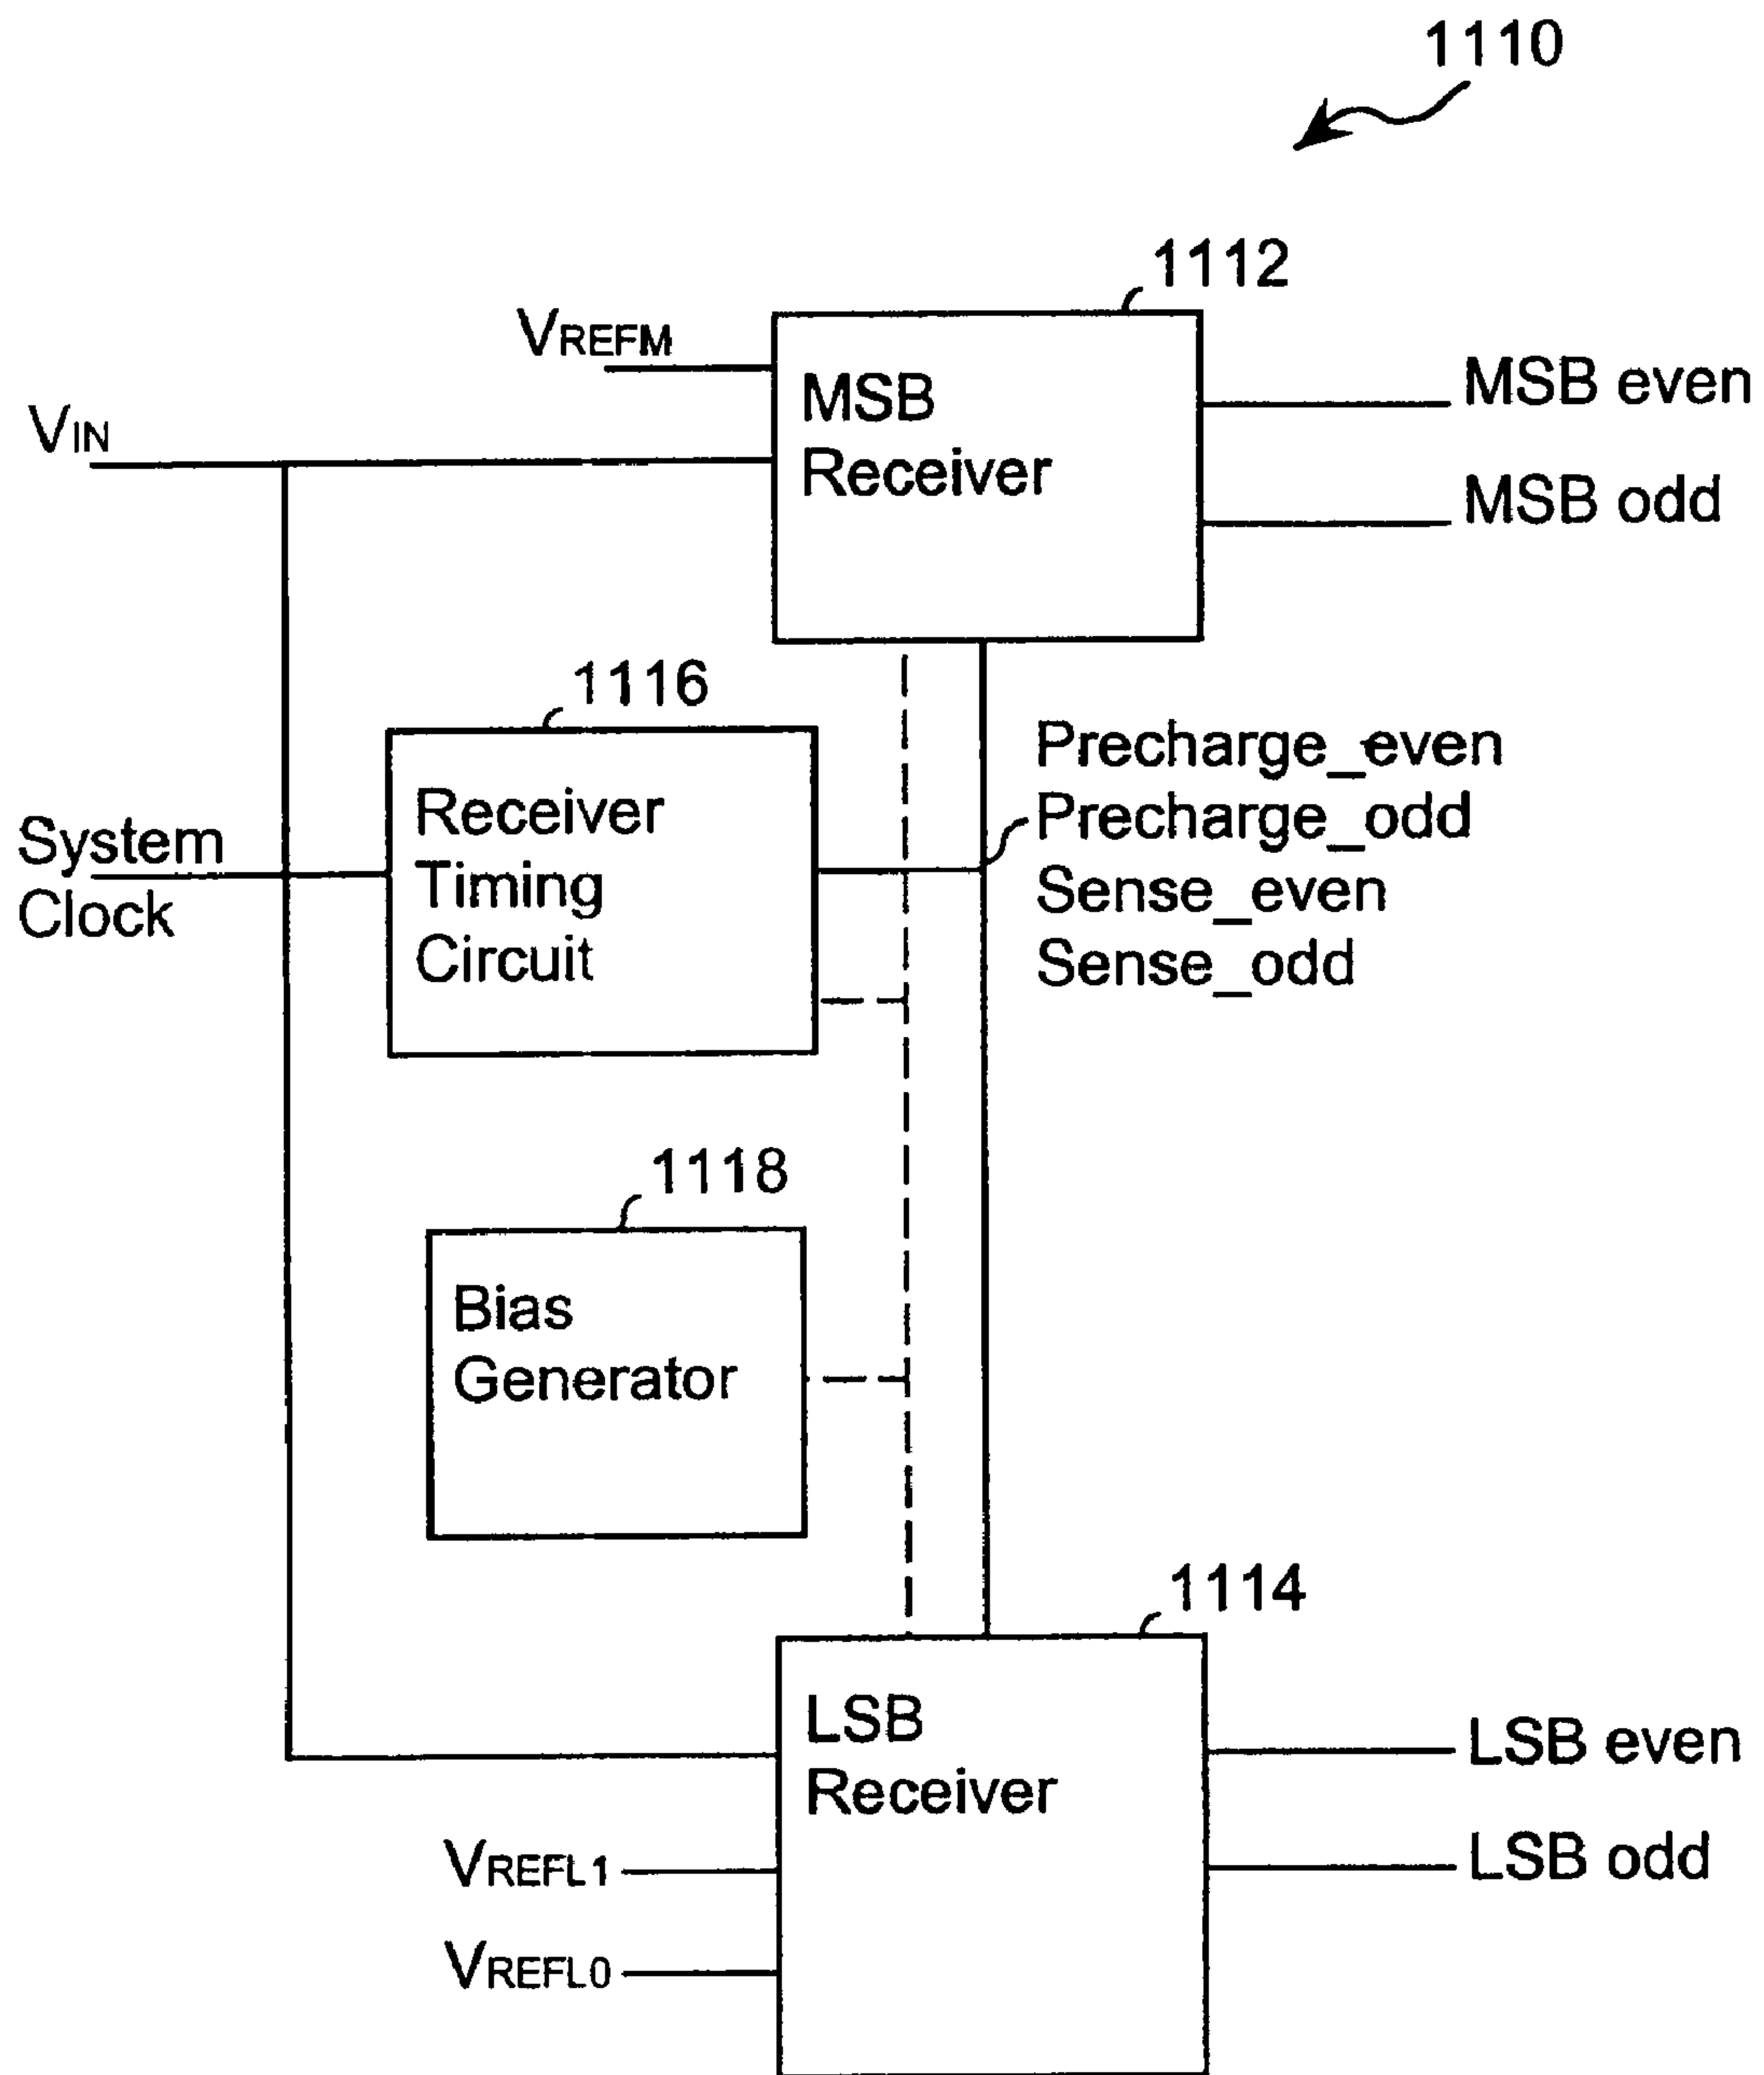 1110
1112
VREFM
MSB
Receiver
MSB even
MSB odd
VIN
1116
Receiver
Timing
Circuit
System
Clock
Precharge_even
Precharge_odd
Sense_even
Sense_odd
1118
Bias
Generator
1114
LSB
Receiver
LSB even
LSB odd
VREFL1
VREFL0